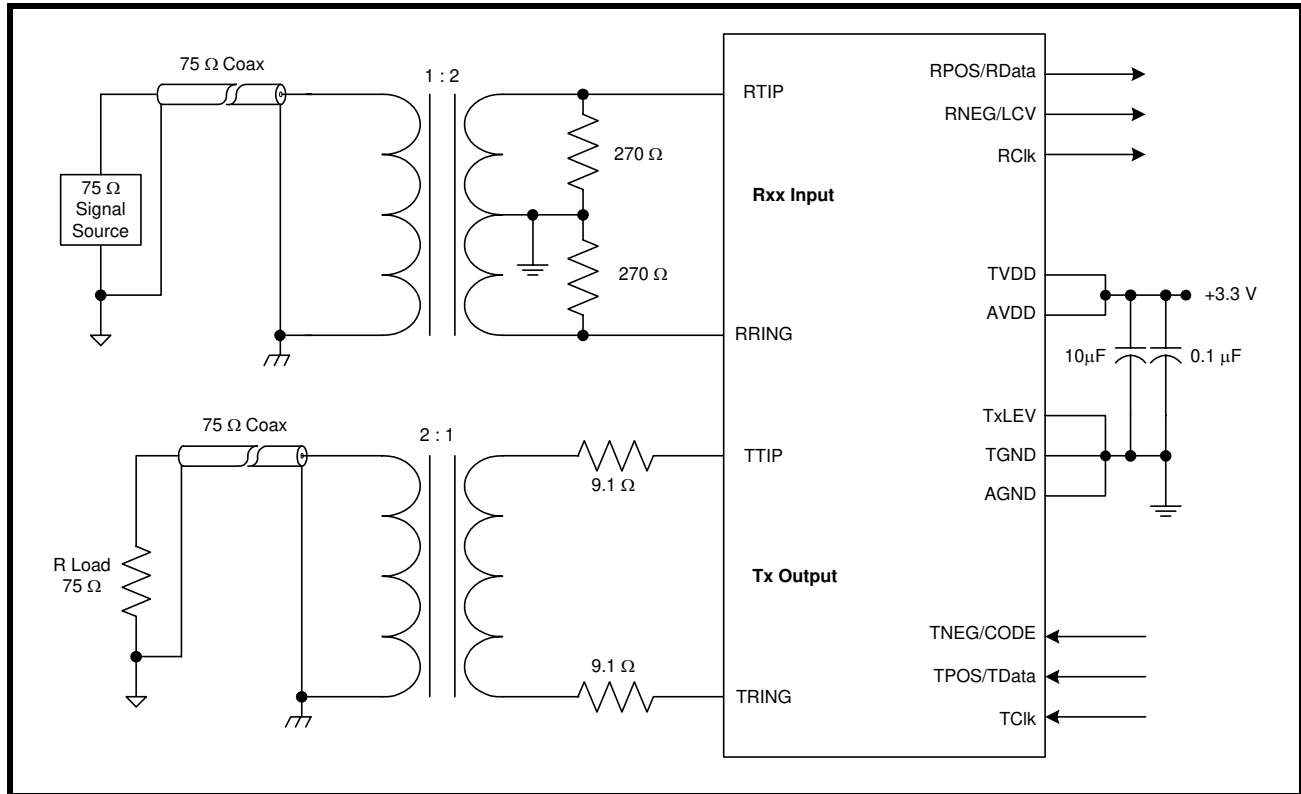 75 Ω Coax
1 : 2
75 Ω
Signal
Source
270 Ω
270 Ω
RTIP
Rxx Input
RRING
RPOS/RData
RNEG/LCV
RClk
TVDD
AVDD
+3.3 V
10μF
0.1 μF
TxLEV
TGND
AGND
75 Ω Coax
2 : 1
R Load
75 Ω
9.1 Ω
9.1 Ω
TTIP
Tx Output
TRING
TNEG/CODE
TPOS/TData
TClk